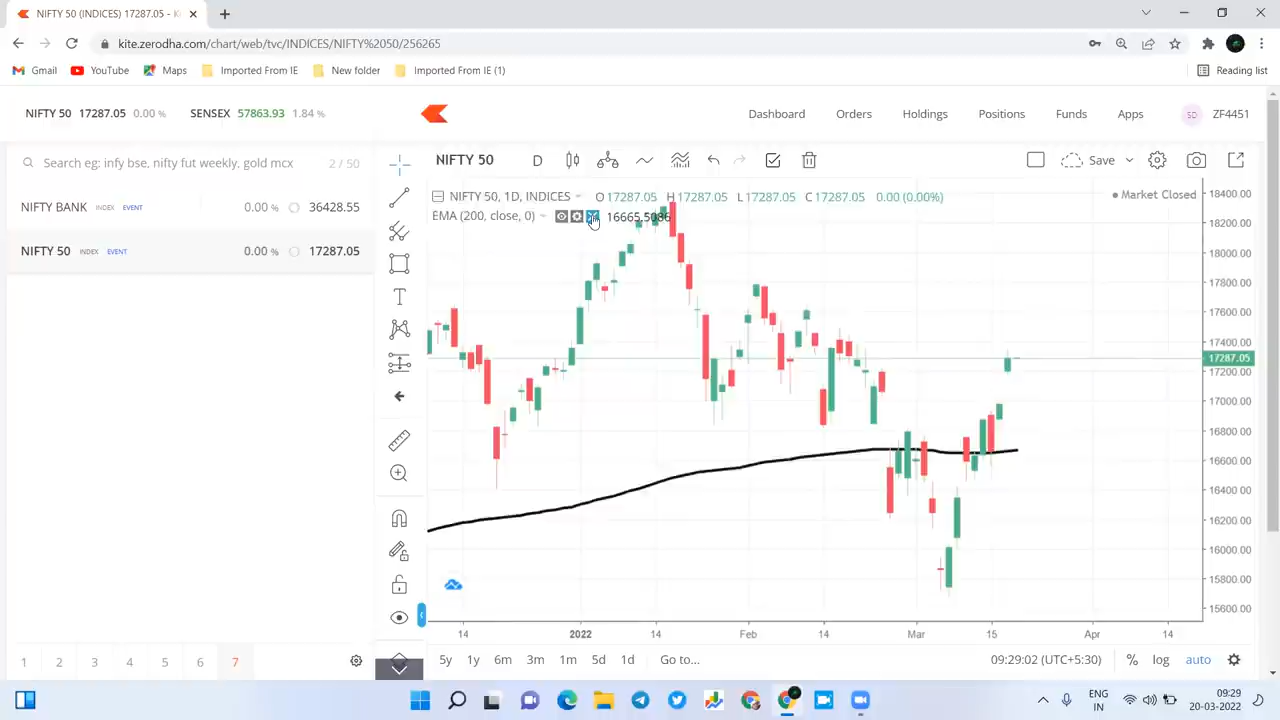 NIFTY 50 (INDICES) 17287.05 - K
kite.zerodha.com/chart/web/tvc/INDICES/NIFTY%2050/256265
Gmail YouTube Maps Imported From IE New folder Imported From IE (1) Reading list
NIFTY 50 17287.05 0.00 % SENSEX 57863.93 1.84 % Dashboard Orders Holdings Positions Funds Apps SD ZF4451
Search eg: infy bse, nifty fut weekly, gold mcx 2 / 50
NIFTY 50 D Save
NIFTY 50, 1D, INDICES O17287.05 H17287.05 L17287.05 C17287.05 0.00 (0.00%) Market Closed
EMA (200, close, 0) 16665.5086
NIFTY BANK INDEX EVENT 0.00 % 36428.55
NIFTY 50 INDEX EVENT 0.00 % 17287.05
18400.00
18200.00
18000.00
17800.00
17600.00
17400.00
17287.05
17200.00
17000.00
16800.00
16600.00
16400.00
16200.00
16000.00
15800.00
15600.00
14 2022 14 Feb 14 Mar 15 Apr 14
1 2 3 4 5 6 7
5y 1y 6m 3m 1m 5d 1d Go to... 09:29:02 (UTC+5:30) % log auto
ENG 09:29
IN 20-03-2022